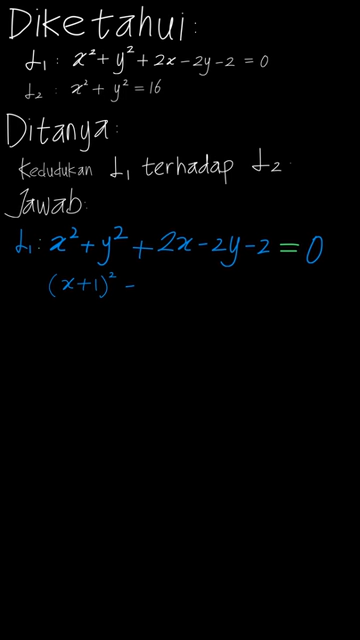 Diketahui:
L₁ : x² + y² + 2x - 2y - 2 = 0
L₂ : x² + y² = 16
Ditanya:
Kedudukan L₁ terhadap L₂.
Jawab:
L₁ : x² + y² + 2x - 2y - 2 = 0
(x + 1)² -